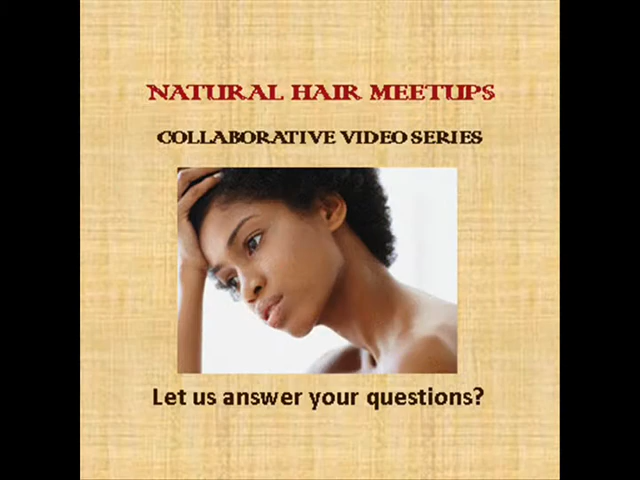 NATURAL HAIR MEETUPS
COLLABORATIVE VIDEO SERIES
Let us answer your questions?